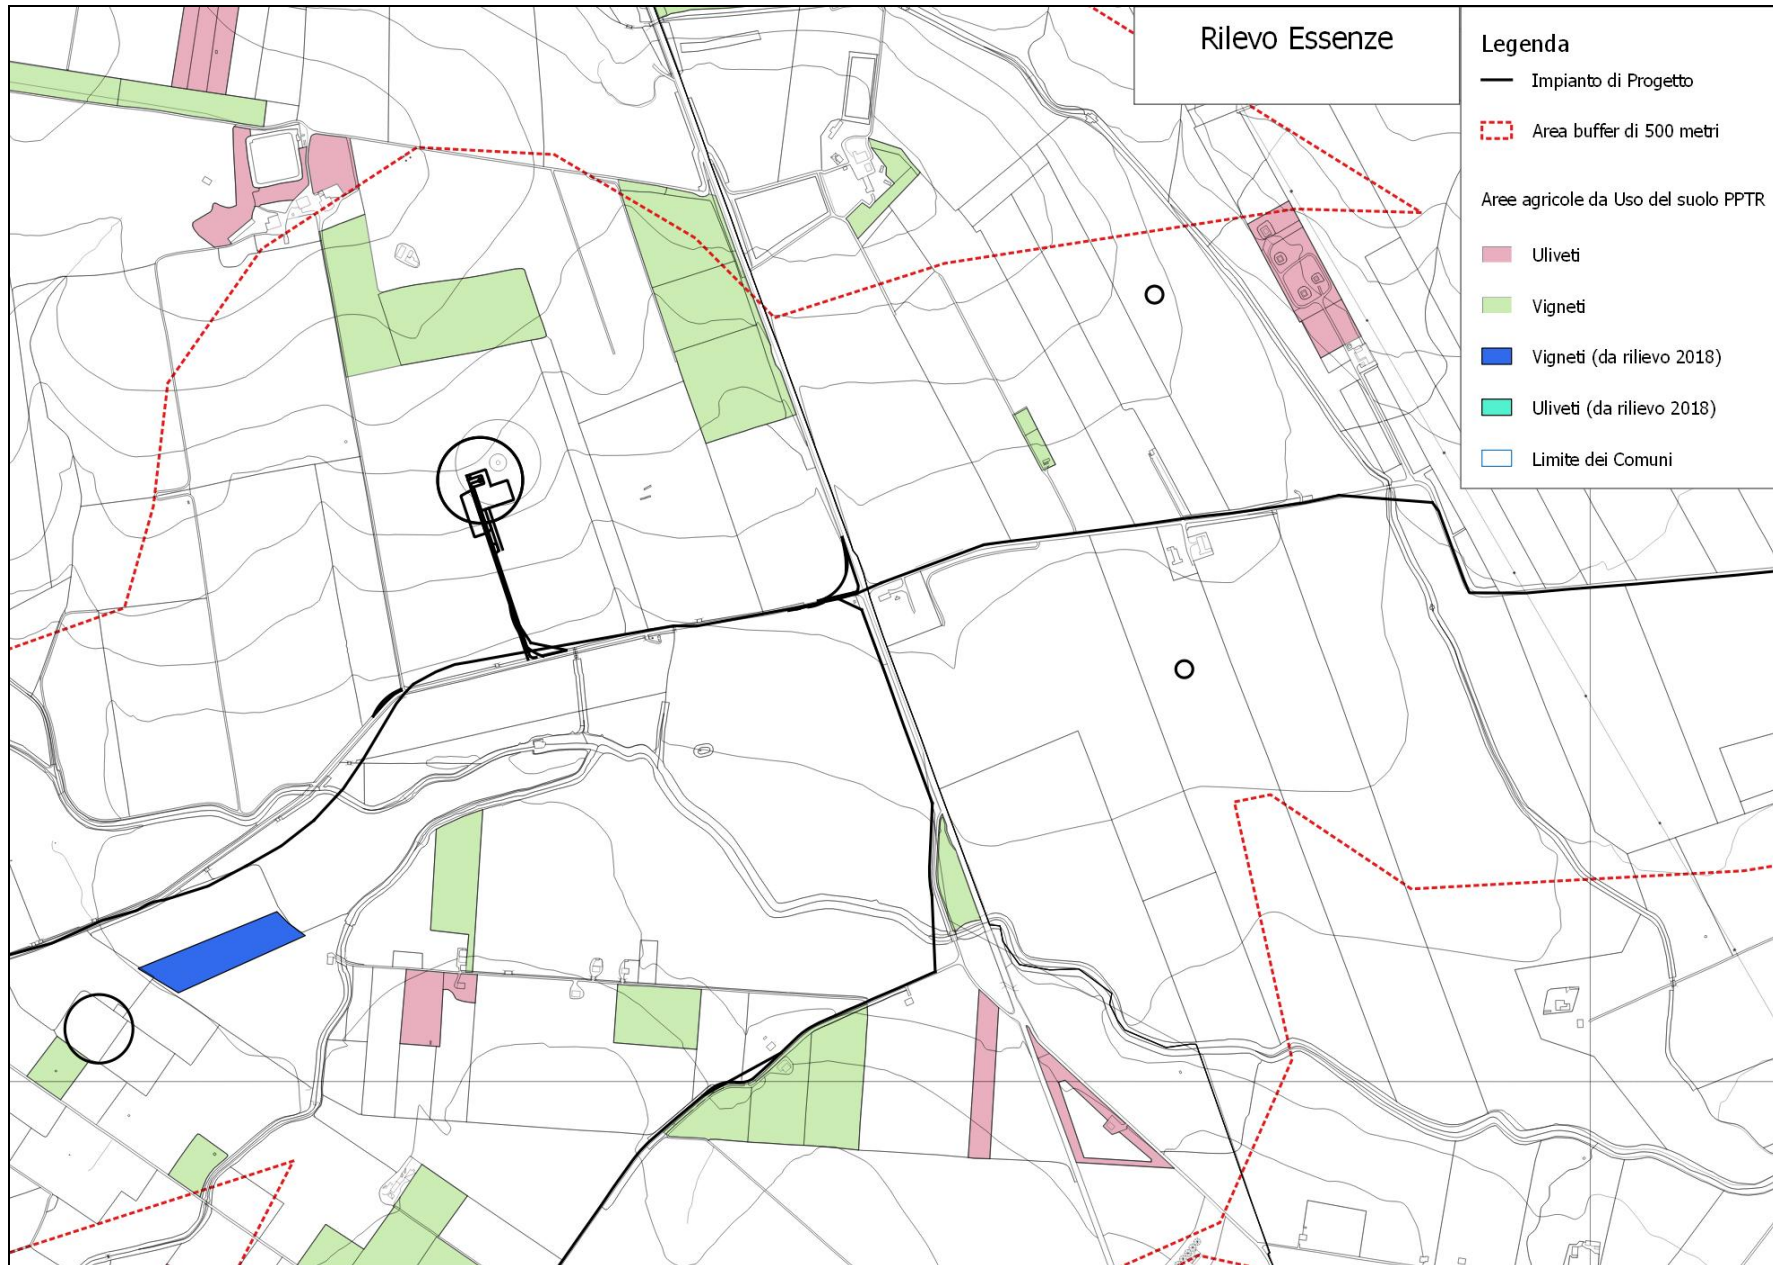 Rilevo Essenze
Legenda
Impianto di Progetto
Area buffer di 500 metri
Aree agricole da Uso del suolo PPTR
Uliveti
Vigneti
Vigneti (da rilievo 2018)
Uliveti (da rilievo 2018)
Limite dei Comuni